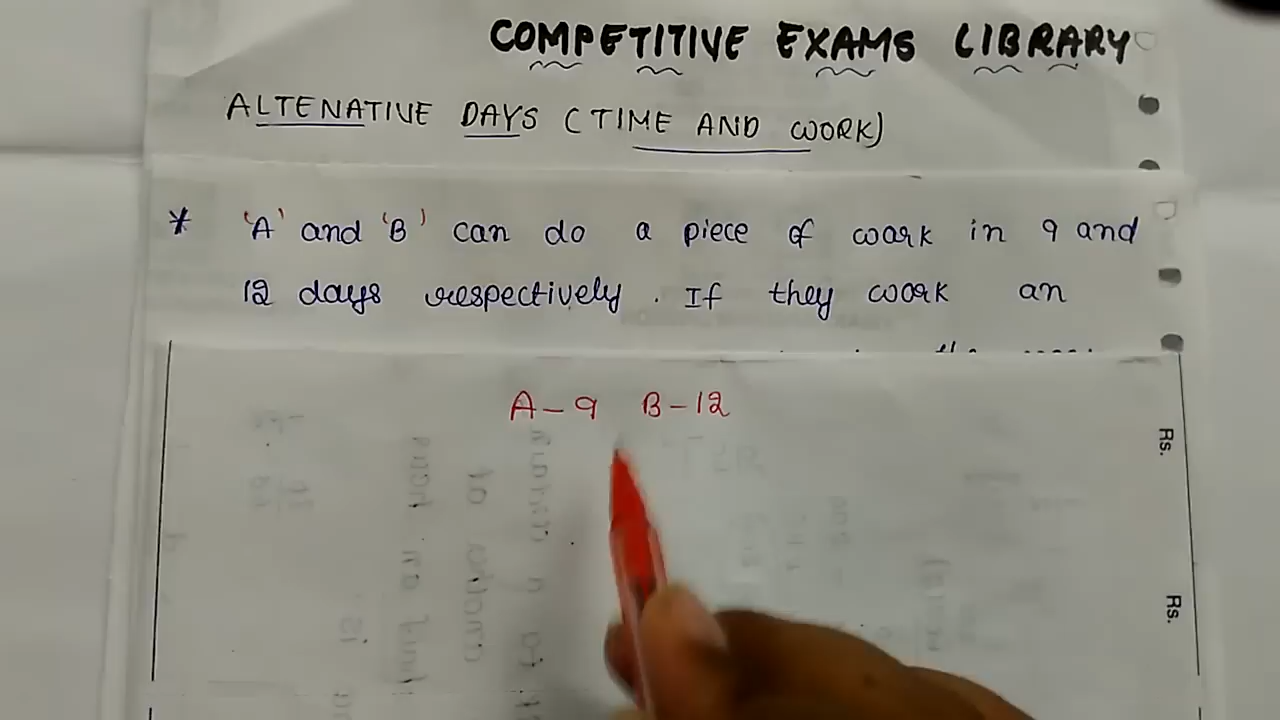 COMPETITIVE EXAMS LIBRARY
ALTENATIVE DAYS (TIME AND WORK)
* 'A' and 'B' can do a piece of work in 9 and
12 days respectively. If they work an
A-9 B-12
Rs.
Rs.